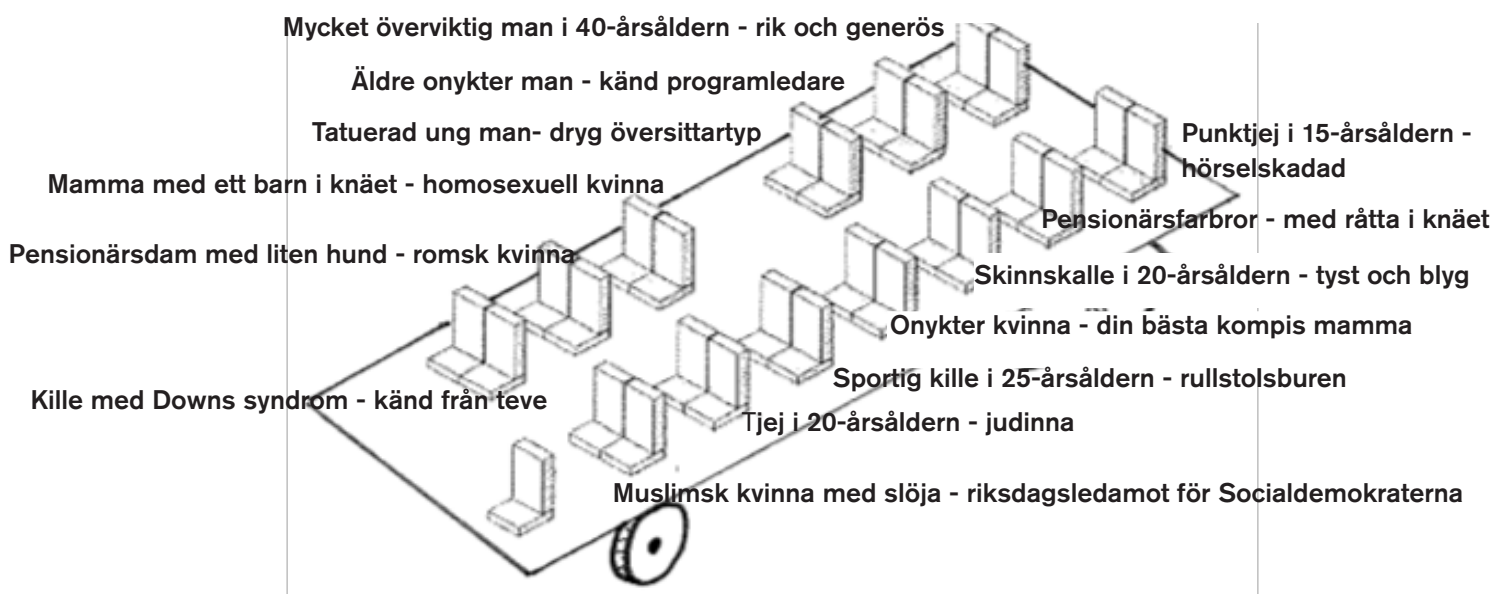 Mycket överviktig man i 40-årsåldern - rik och generös
Äldre onykter man - känd programledare
Tatuerad ung man- dryg översittartyp
Punktjej i 15-årsåldern -
hörselskadad
Mamma med ett barn i knäet - homosexuell kvinna
Pensionärsfarbror - med råtta i knäet
Pensionärsdam med liten hund - romsk kvinna
Skinnskalle i 20-årsåldern - tyst och blyg
Onykter kvinna - din bästa kompis mamma
Sportig kille i 25-årsåldern - rullstolsburen
Kille med Downs syndrom - känd från teve
Tjej i 20-årsåldern - judinna
Muslimsk kvinna med slöja - riksdagsledamot för Socialdemokraterna